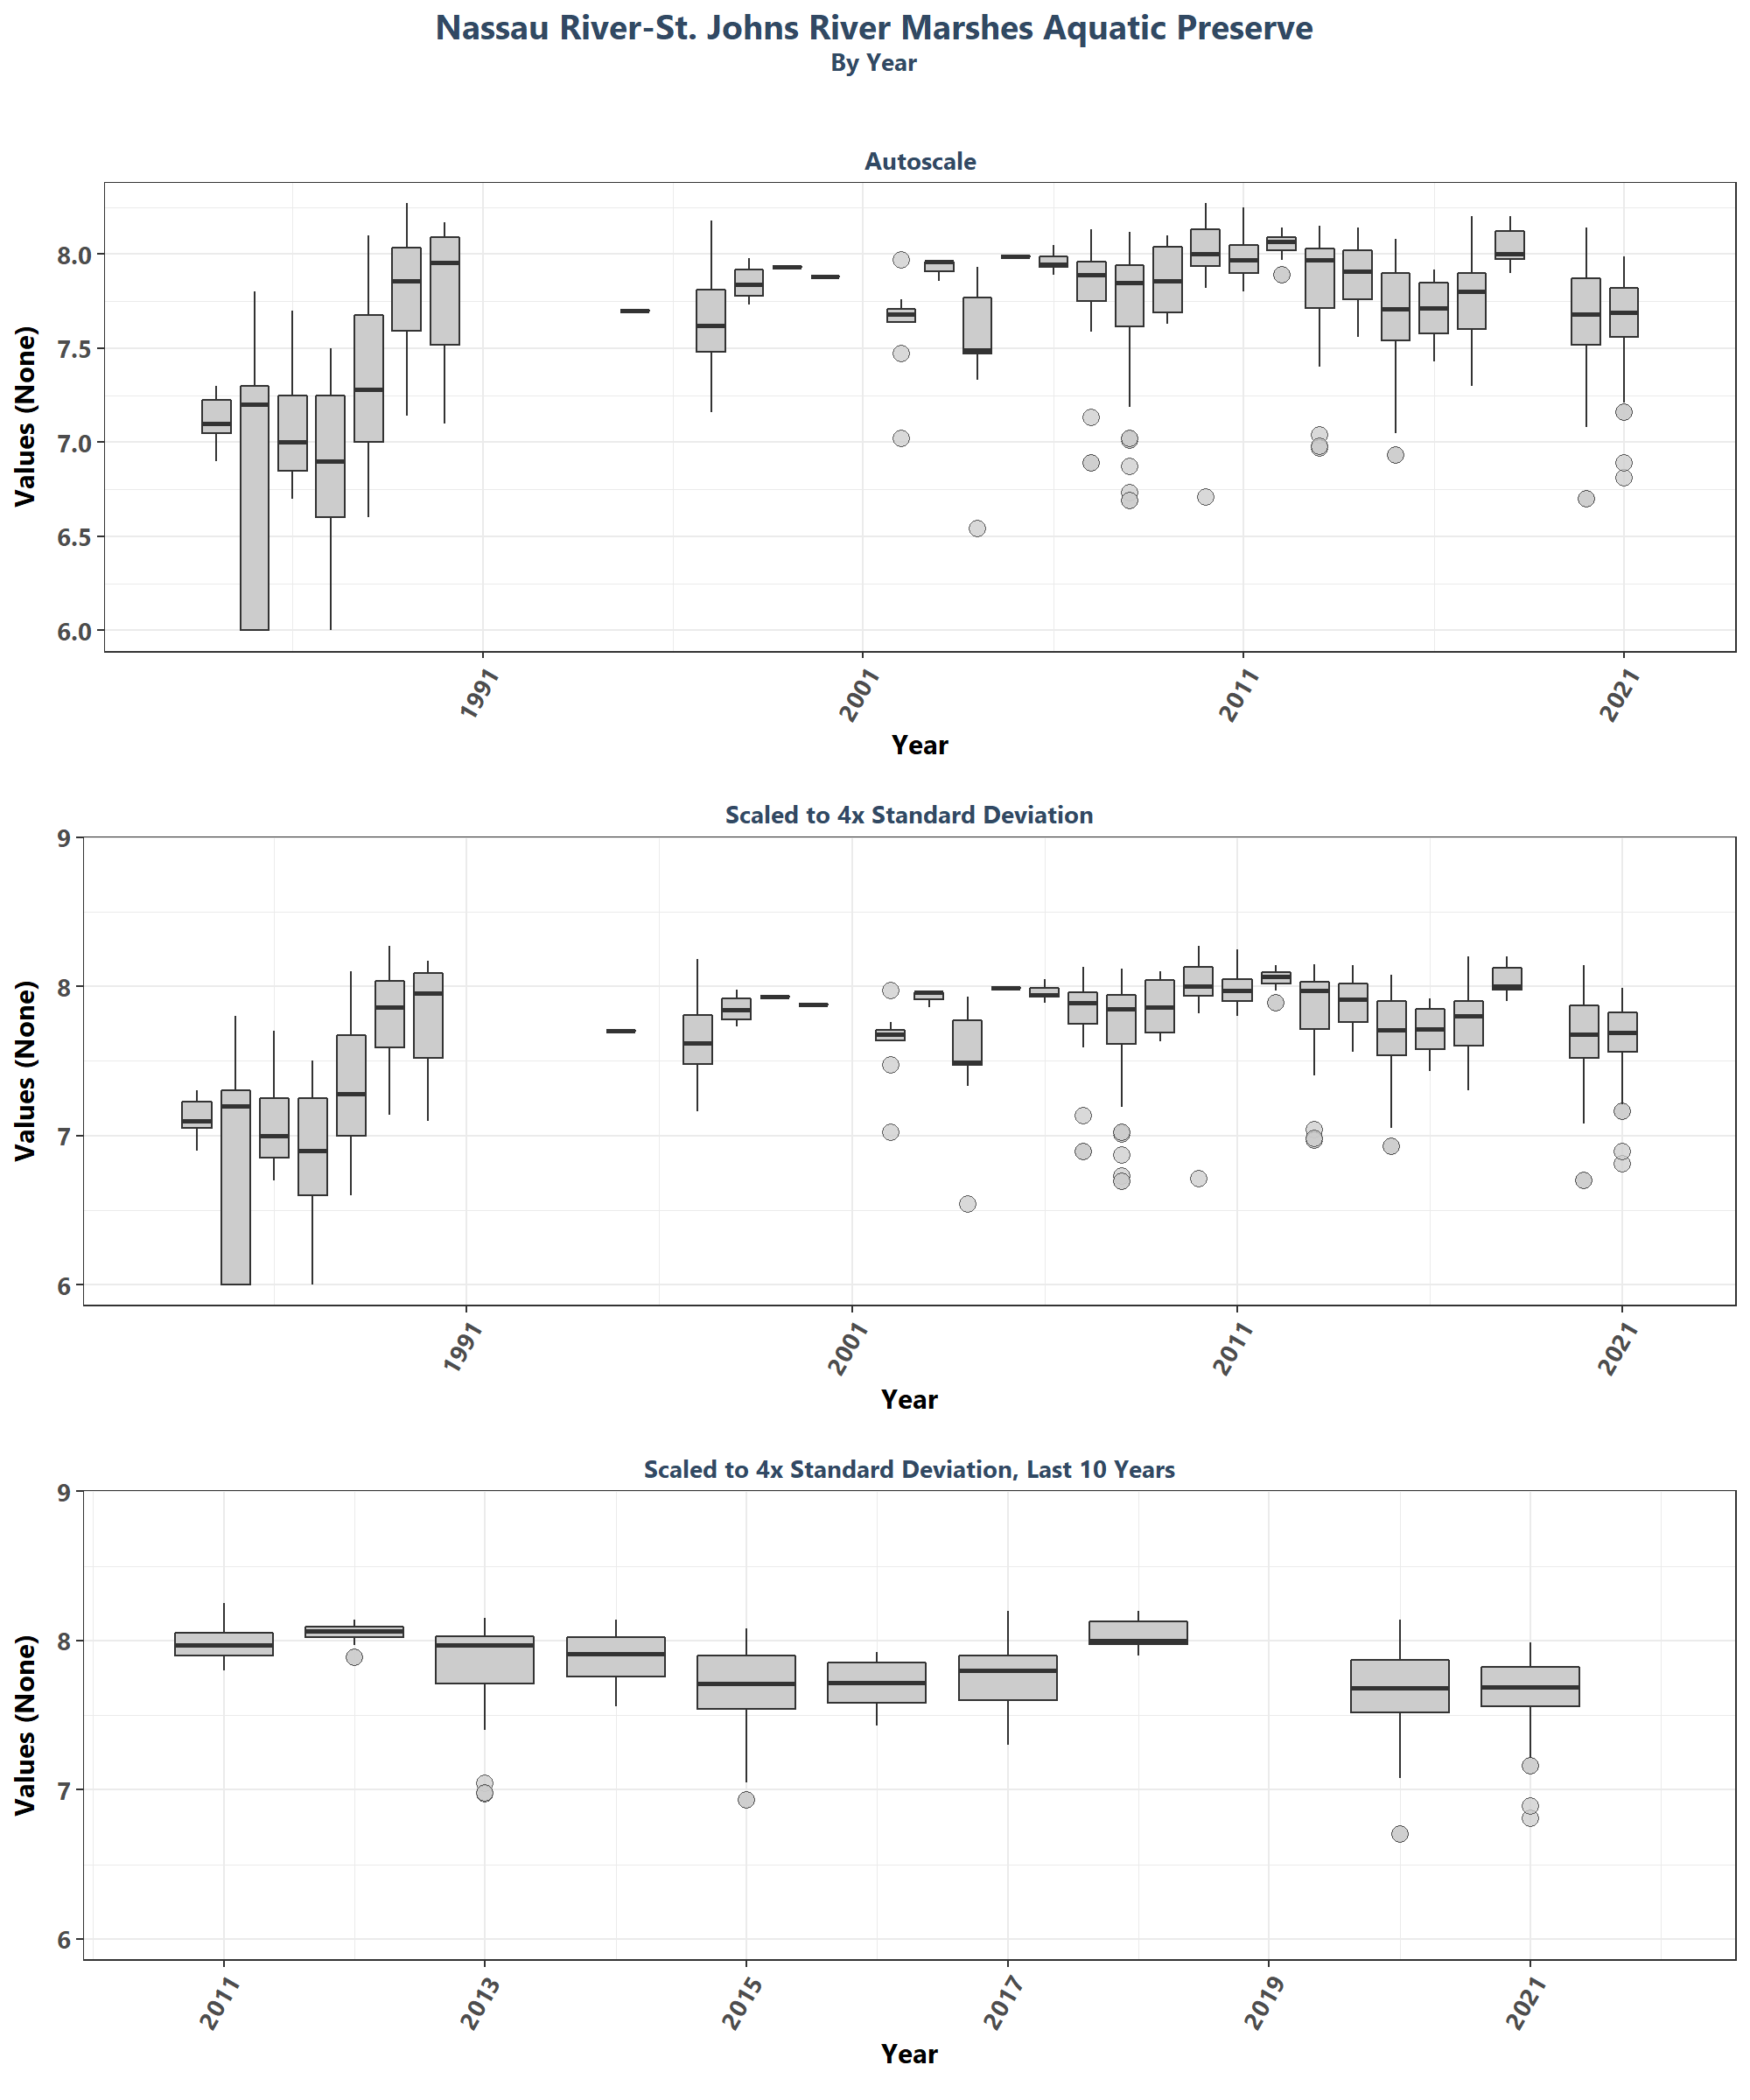 Nassau River-St. Johns River Marshes Aquatic Preserve
By Year
Autoscale
Values (None)
8.0
7.5
7.0
6.5
6.0
1991
2001
2011
2021
Year
Scaled to 4x Standard Deviation
Values (None)
9
8
7
6
1991
2001
2011
2021
Year
Scaled to 4x Standard Deviation, Last 10 Years
Values (None)
9
8
7
6
2011
2013
2015
2017
2019
2021
Year